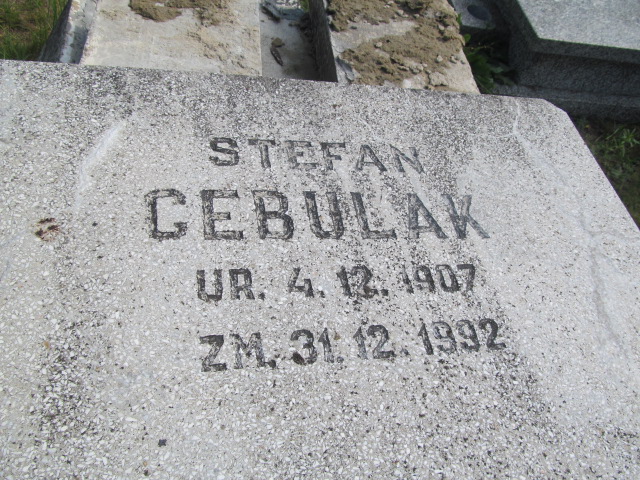 STEFAN
CEBULAK
UR. 4. 12. 1907
ZM. 31. 12. 1992